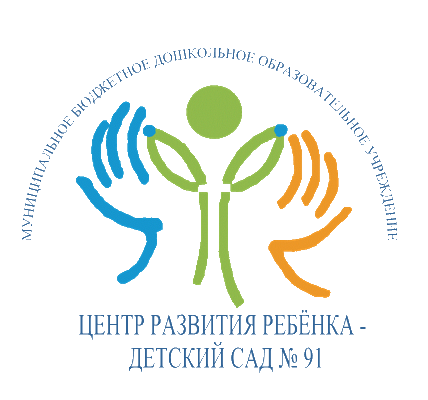 МУНИЦИПАЛЬНОЕ БЮДЖЕТНОЕ ДОШКОЛЬНОЕ ОБРАЗОВАТЕЛЬНОЕ УЧРЕЖДЕНИЕ
ЦЕНТР РАЗВИТИЯ РЕБЁНКА -
ДЕТСКИЙ САД № 91